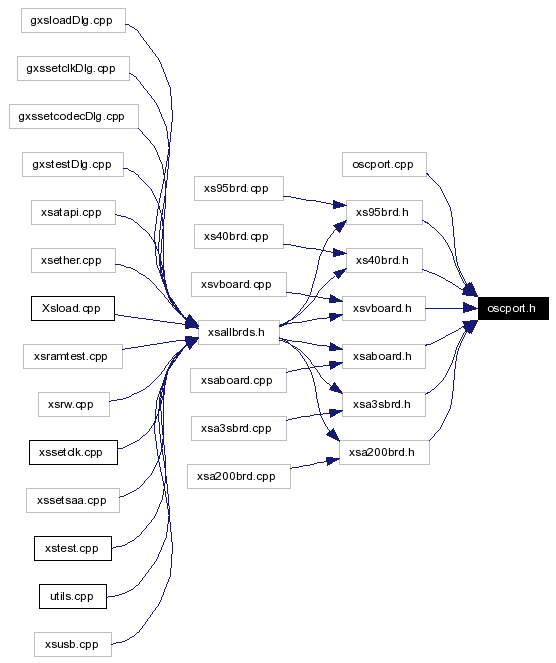 gxsloadDlg.cpp
gxssetclkDlg.cpp
gxssetcodecDlg.cpp
gxstestDlg.cpp
xsatapi.cpp
xsether.cpp
Xsload.cpp
xsramtest.cpp
xsrw.cpp
xssetdk.cpp
xssetsaa.cpp
xstest.cpp
utils.cpp
xsusb.cpp
xs95brd.cpp
xs40brd.cpp
xsvboard.cpp
xsallbrds.h
xsaboard.cpp
xsa3sbrd.cpp
xsa200brd.cpp
oscport.cpp
xs95brd.h
xs40brd.h
xsvboard.h
xsaboard.h
xsa3sbrd.h
xsa200brd.h
oscport.h